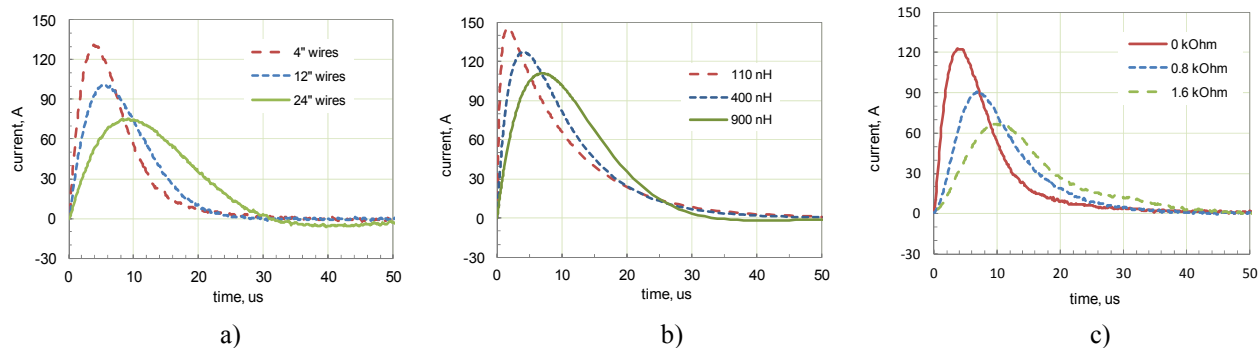 150
120
90
60
30
0
-30
current, A
0
10
20
30
40
50
time, us
4" wires
12" wires
24" wires
a)
150
120
90
60
30
0
-30
current, A
0
10
20
30
40
50
time, us
110 nH
400 nH
900 nH
b)
150
120
90
60
30
0
-30
current, A
0
10
20
30
40
50
time, us
0 kOhm
0.8 kOhm
1.6 kOhm
c)